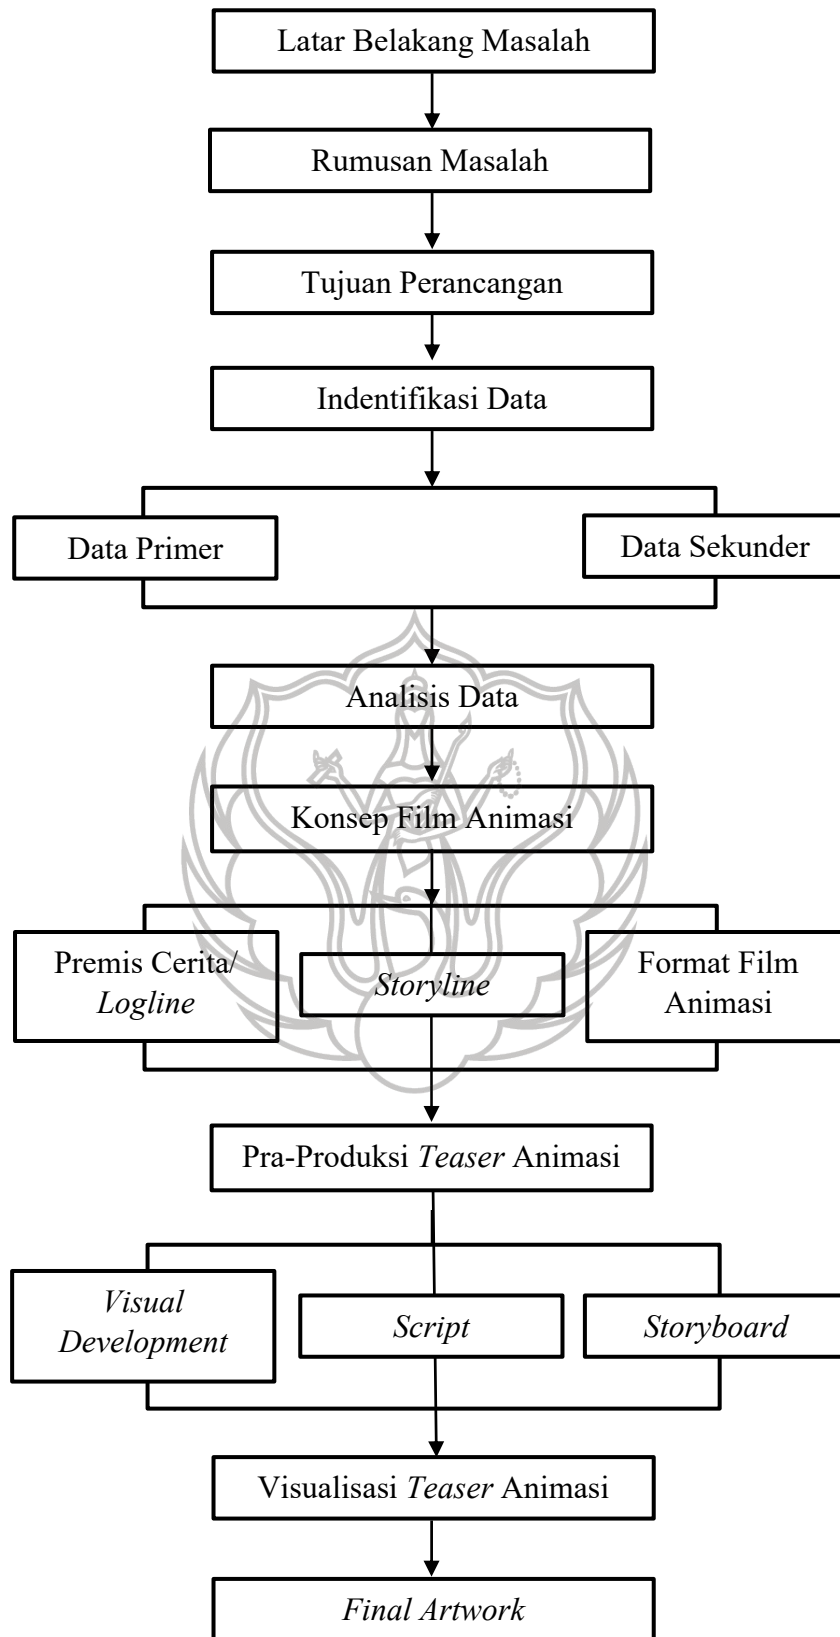 Latar Belakang Masalah
Rumusan Masalah
Tujuan Perancangan
Indentifikasi Data
Data Primer
Data Sekunder
Analisis Data
Konsep Film Animasi
Premis Cerita/
Logline
Storyline
Format Film
Animasi
Pra-Produksi Teaser Animasi
Visual
Development
Script
Storyboard
Visualisasi Teaser Animasi
Final Artwork